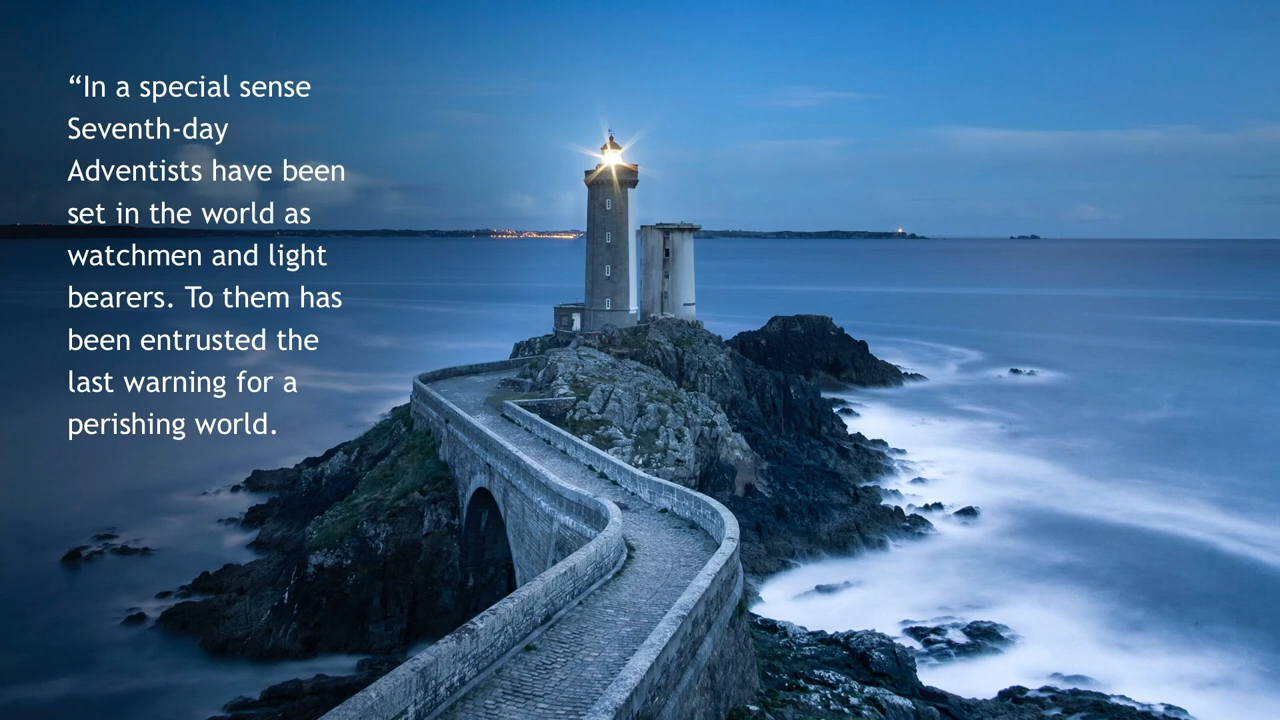 “In a special sense
Seventh-day
Adventists have been
set in the world as
watchmen and light
bearers. To them has
been entrusted the
last warning for a
perishing world.